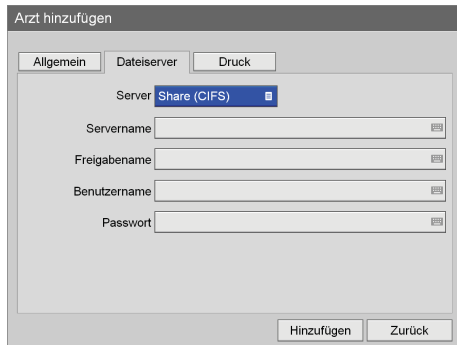 Arzt hinzufügen
Allgemein Dateiserver Druck
Server Share (CIFS)
Servername
Freigabename
Benutzername
Passwort
Hinzufügen Zurück